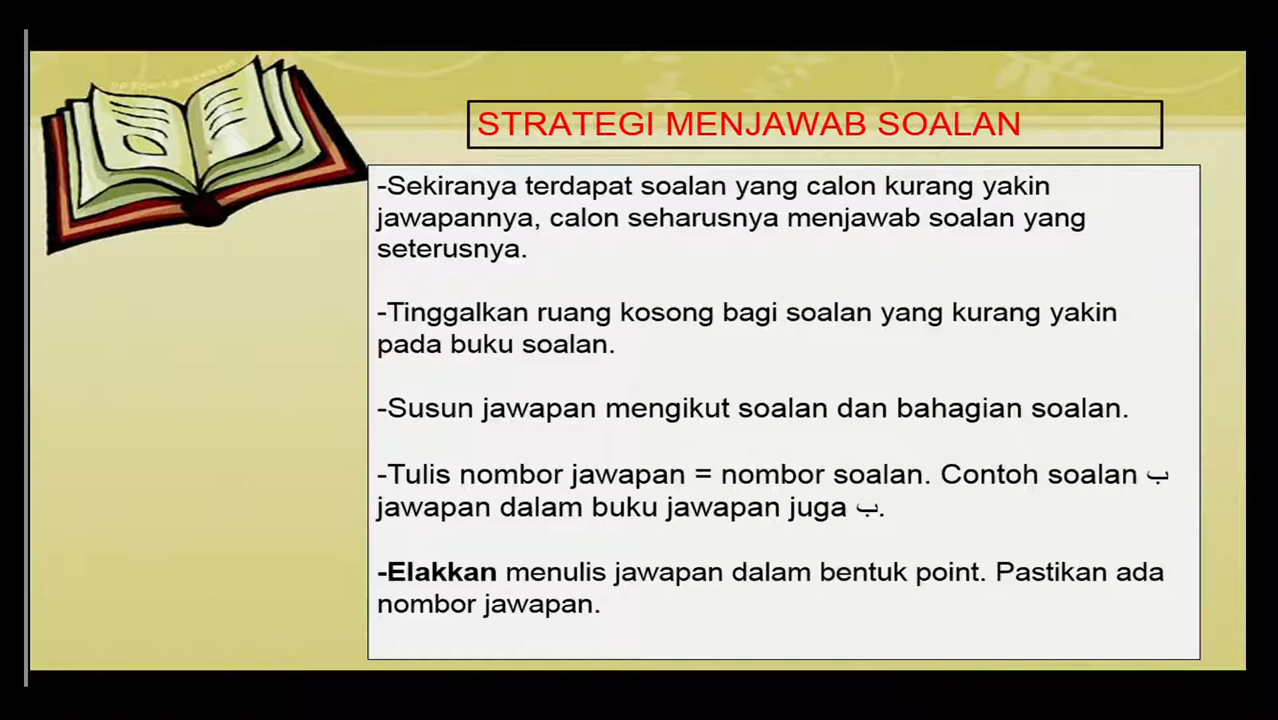 STRATEGI MENJAWAB SOALAN
-Sekiranya terdapat soalan yang calon kurang yakin
jawapannya, calon seharusnya menjawab soalan yang
seterusnya.
-Tinggalkan ruang kosong bagi soalan yang kurang yakin
pada buku soalan.
-Susun jawapan mengikut soalan dan bahagian soalan.
-Tulis nombor jawapan = nombor soalan. Contoh soalan ب
jawapan dalam buku jawapan juga ب.
-Elakkan menulis jawapan dalam bentuk point. Pastikan ada
nombor jawapan.